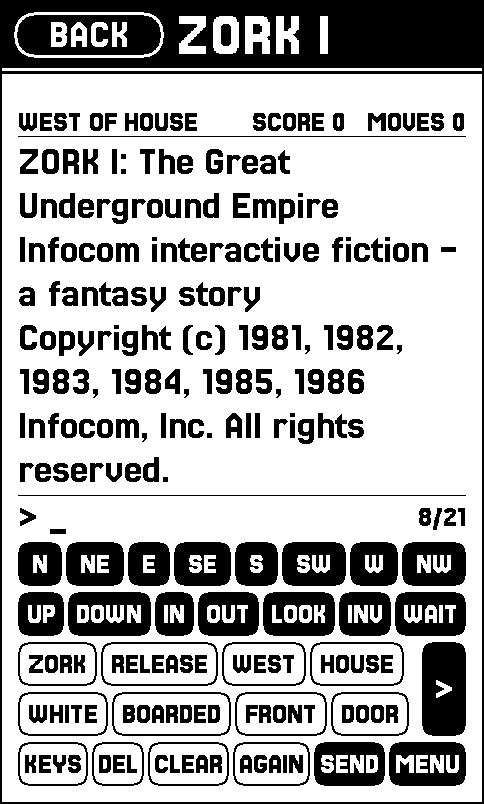 BACK ZORK I
WEST OF HOUSE SCORE 0 MOVES 0
ZORK I: The Great
Underground Empire
Infocom interactive fiction -
a fantasy story
Copyright (c) 1981, 1982,
1983, 1984, 1985, 1986
Infocom, Inc. All rights
reserved.
> _ 8/21
N NE E SE S SW W NW
UP DOWN IN OUT LOOK INV WAIT
ZORK RELEASE WEST HOUSE
>
WHITE BOARDED FRONT DOOR
KEYS DEL CLEAR AGAIN SEND MENU